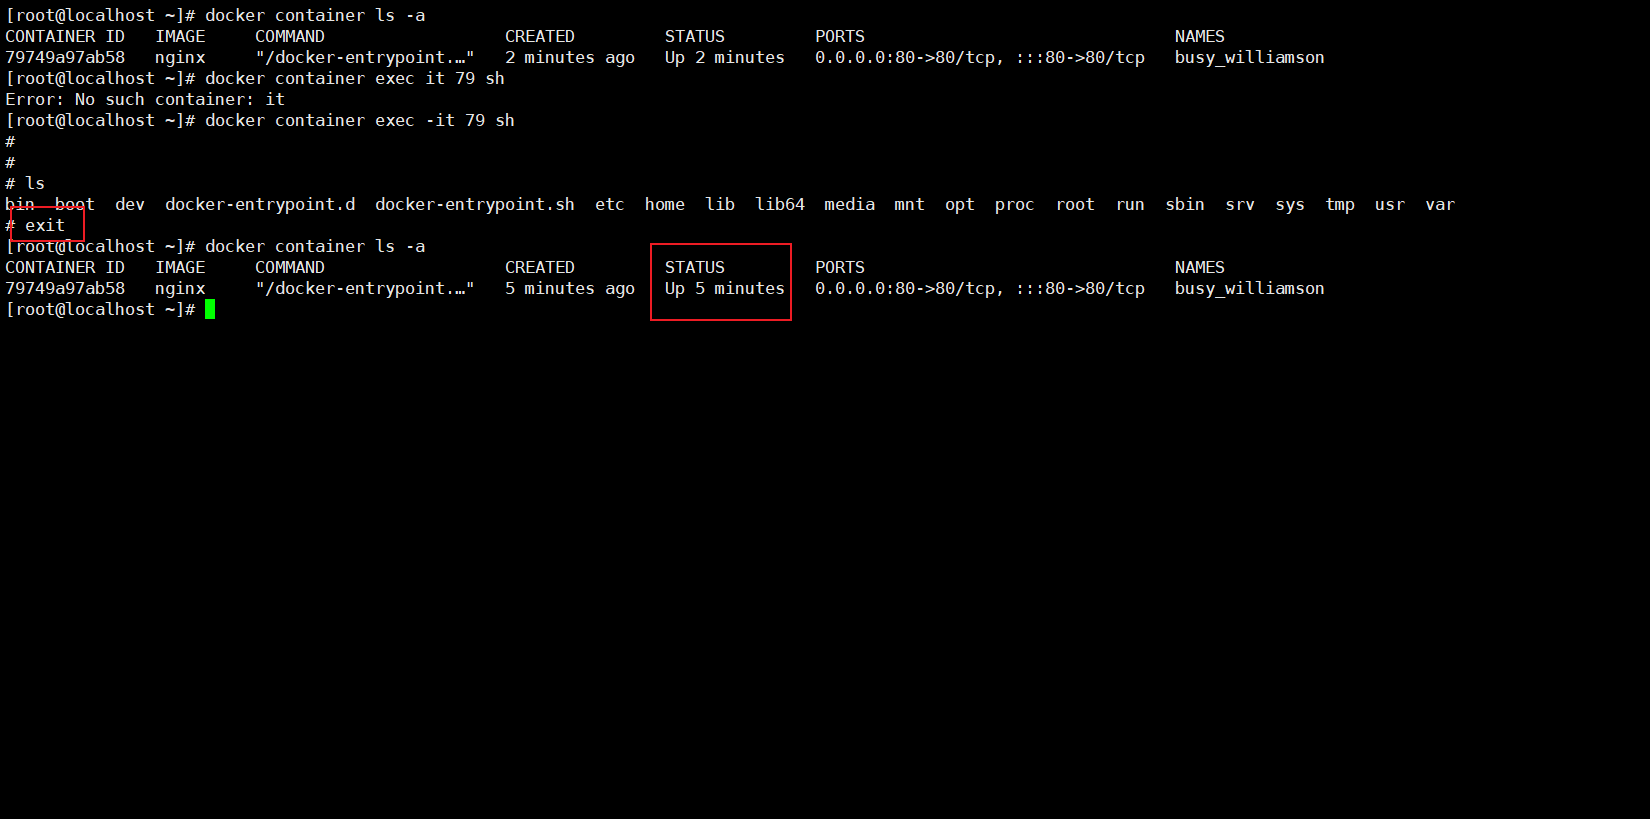 [root@localhost ~]# docker container ls -a
CONTAINER ID   IMAGE     COMMAND                  CREATED         STATUS         PORTS                               NAMES
79749a97ab58   nginx     "/docker-entrypoint.…"   2 minutes ago   Up 2 minutes   0.0.0.0:80->80/tcp, :::80->80/tcp   busy_williamson
[root@localhost ~]# docker container exec it 79 sh
Error: No such container: it
[root@localhost ~]# docker container exec -it 79 sh
#
#
# ls
bin  boot  dev  docker-entrypoint.d  docker-entrypoint.sh  etc  home  lib  lib64  media  mnt  opt  proc  root  run  sbin  srv  sys  tmp  usr  var
# exit
[root@localhost ~]# docker container ls -a
CONTAINER ID   IMAGE     COMMAND                  CREATED         STATUS         PORTS                               NAMES
79749a97ab58   nginx     "/docker-entrypoint.…"   5 minutes ago   Up 5 minutes   0.0.0.0:80->80/tcp, :::80->80/tcp   busy_williamson
[root@localhost ~]#